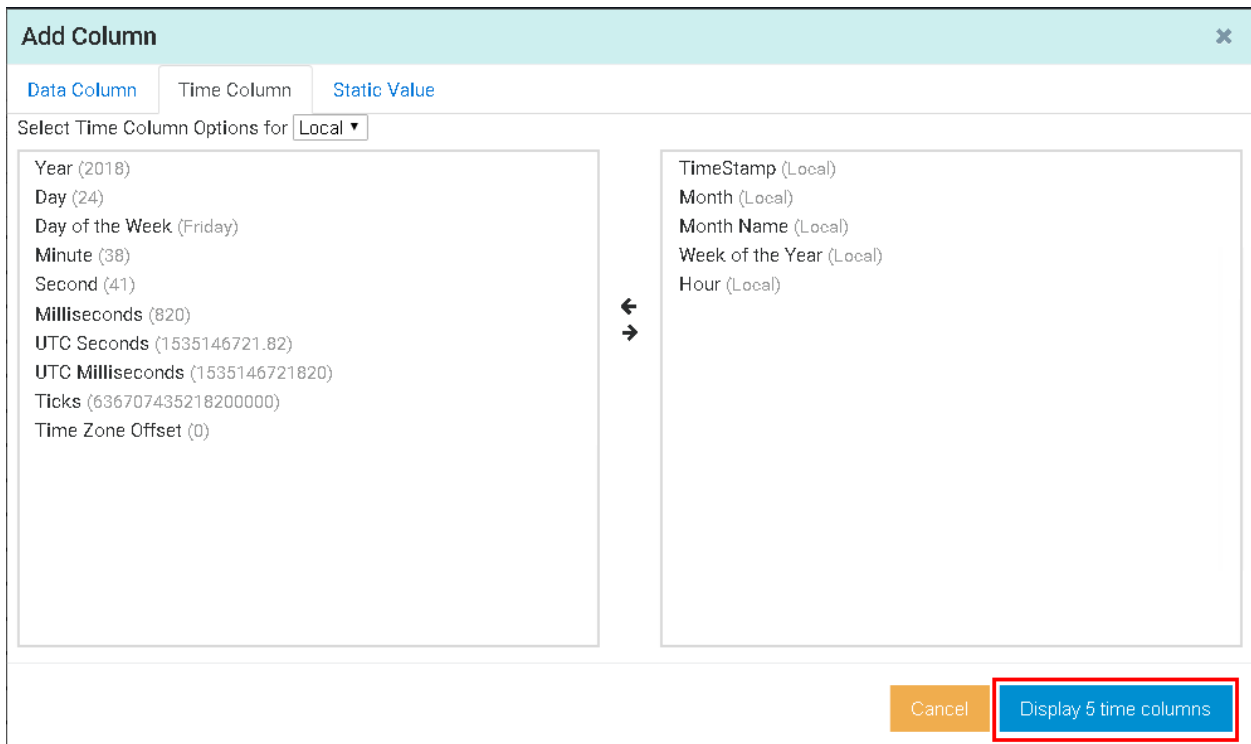 Add Column
Data Column Time Column Static Value
Select Time Column Options for Local
Year (2018)
Day (24)
Day of the Week (Friday)
Minute (38)
Second (41)
Milliseconds (820)
UTC Seconds (1535146721.82)
UTC Milliseconds (1535146721820)
Ticks (636707435218200000)
Time Zone Offset (0)
TimeStamp (Local)
Month (Local)
Month Name (Local)
Week of the Year (Local)
Hour (Local)
Cancel Display 5 time columns